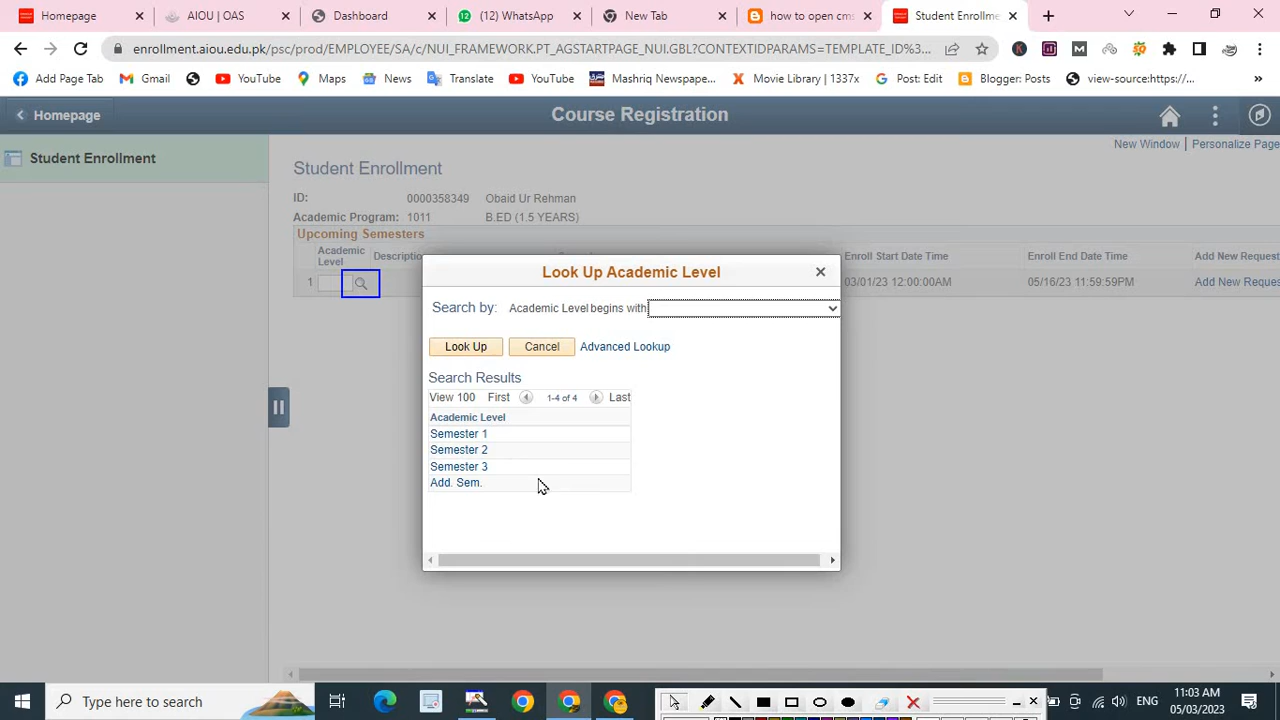 Homepage
AIOU | OAS
Dashboard
(12) WhatsApp
New Tab
how to open cms
Student Enrollme
enrollment.aiou.edu.pk/psc/prod/EMPLOYEE/SA/c/NUI_FRAMEWORK.PT_AGSTARTPAGE_NUI.GBL?CONTEXTIDPARAMS=TEMPLATE_ID%3...
Add Page Tab
Gmail
YouTube
Maps
News
Translate
YouTube
Mashriq Newspape...
Movie Library | 1337x
Post: Edit
Blogger: Posts
view-source:https://...
»
Homepage
Course Registration
Student Enrollment
New Window | Personalize Page
Student Enrollment
ID: 0000358349 Obaid Ur Rehman
Academic Program: 1011 B.ED (1.5 YEARS)
Upcoming Semesters
Academic Level
Descriptio
Enroll Start Date Time
Enroll End Date Time
Add New Reques
1
03/01/23 12:00:00AM
05/16/23 11:59:59PM
Add New Reques
Look Up Academic Level
Search by: Academic Level begins with
Look Up
Cancel
Advanced Lookup
Search Results
View 100 First 1-4 of 4 Last
Academic Level
Semester 1
Semester 2
Semester 3
Add. Sem.
Type here to search
ENG
11:03 AM
05/03/2023